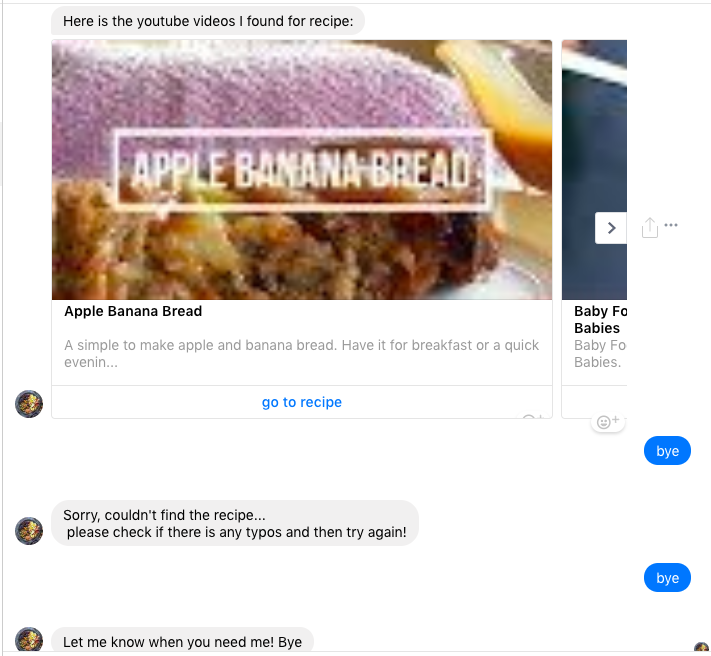 Here is the youtube videos I found for recipe:
APPLE BANANA BREAD
Apple Banana Bread
A simple to make apple and banana bread. Have it for breakfast or a quick
evenin...
go to recipe
Baby Fo
Babies
Baby Fo
Babies.
bye
Sorry, couldn't find the recipe...
please check if there is any typos and then try again!
bye
Let me know when you need me! Bye